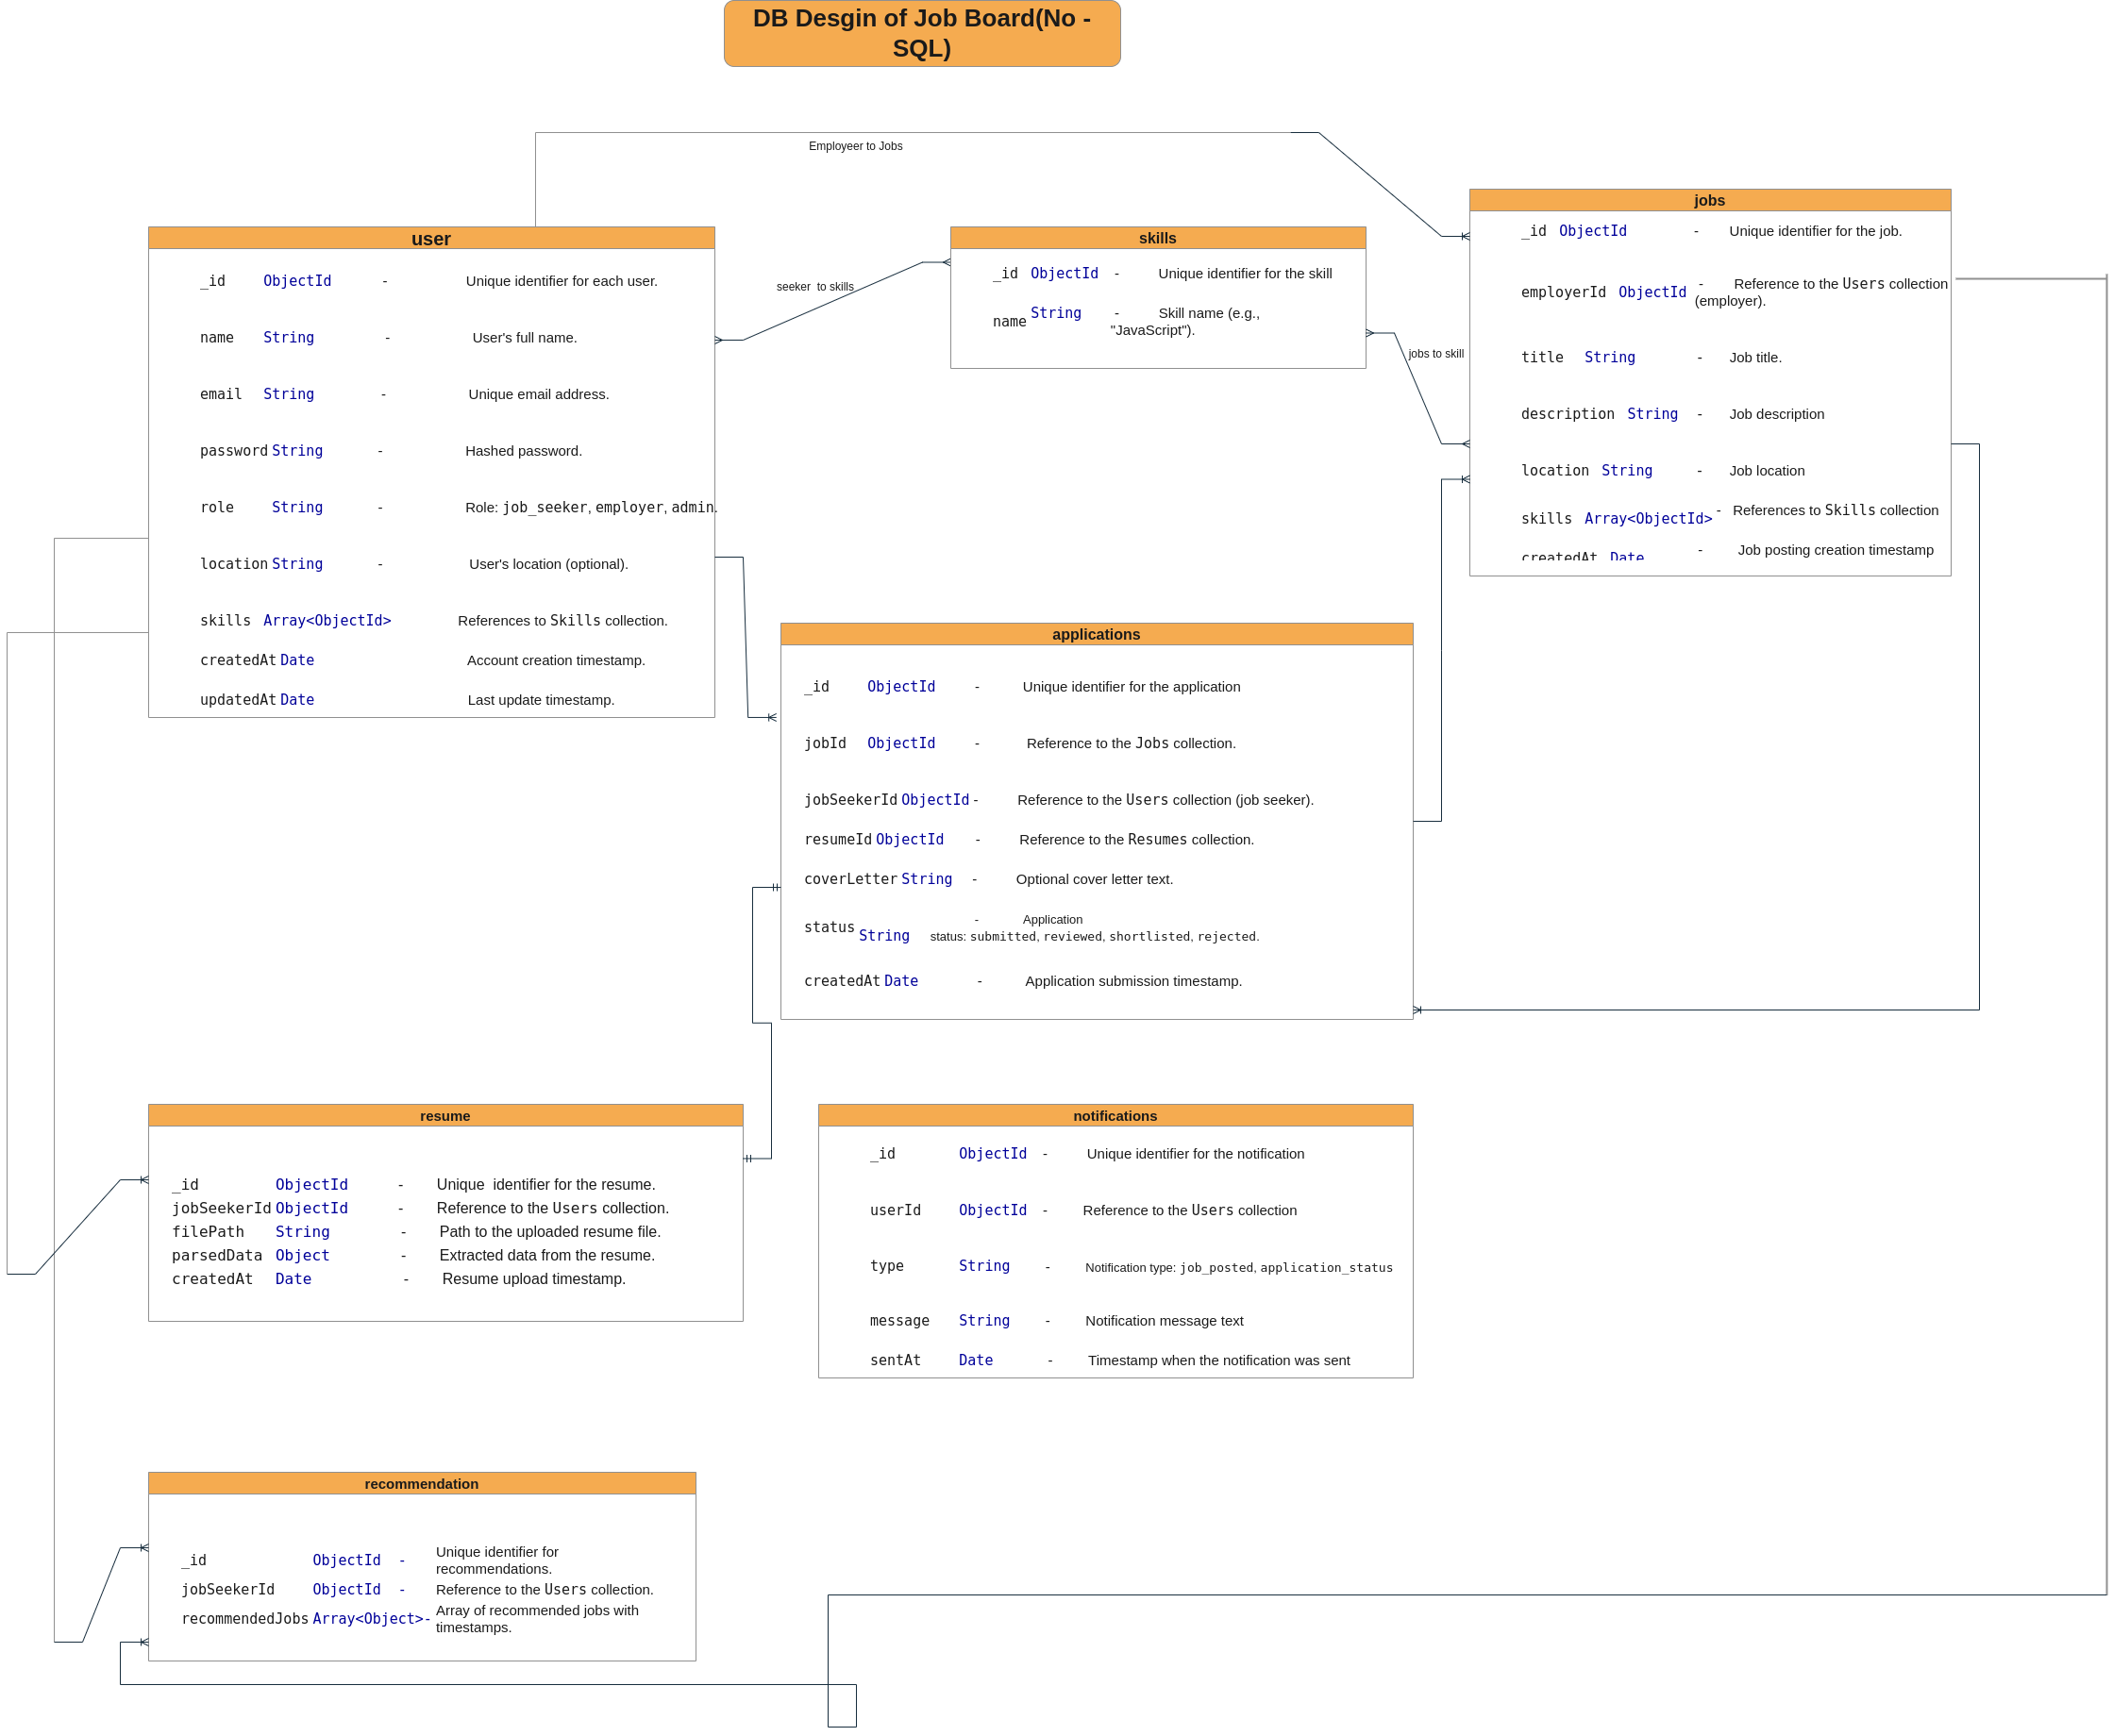 DB Desgin of Job Board(No -
SQL)
Employeer to Jobs
user
_id ObjectId - Unique identifier for each user.
name String - User's full name.
email String - Unique email address.
password String - Hashed password.
role String - Role: job_seeker, employer, admin.
location String - User's location (optional).
skills Array<ObjectId> References to Skills collection.
createdAt Date Account creation timestamp.
updatedAt Date Last update timestamp.
seeker to skills
skills
_id ObjectId - Unique identifier for the skill
name String - Skill name (e.g.,
"JavaScript").
jobs to skill
jobs
_id ObjectId - Unique identifier for the job.
employerId ObjectId - Reference to the Users collection
(employer).
title String - Job title.
description String - Job description
location String - Job location
skills Array<ObjectId> - References to Skills collection
createdAt Date - Job posting creation timestamp
applications
_id ObjectId - Unique identifier for the application
jobId ObjectId - Reference to the Jobs collection.
jobSeekerId ObjectId - Reference to the Users collection (job seeker).
resumeId ObjectId - Reference to the Resumes collection.
coverLetter String - Optional cover letter text.
status String - Application
status: submitted, reviewed, shortlisted, rejected.
createdAt Date - Application submission timestamp.
resume
_id ObjectId - Unique identifier for the resume.
jobSeekerId ObjectId - Reference to the Users collection.
filePath String - Path to the uploaded resume file.
parsedData Object - Extracted data from the resume.
createdAt Date - Resume upload timestamp.
notifications
_id ObjectId - Unique identifier for the notification
userId ObjectId - Reference to the Users collection
type String - Notification type: job_posted, application_status
message String - Notification message text
sentAt Date - Timestamp when the notification was sent
recommendation
_id ObjectId - Unique identifier for
recommendations.
jobSeekerId ObjectId - Reference to the Users collection.
recommendedJobs Array<Object>- Array of recommended jobs with
timestamps.